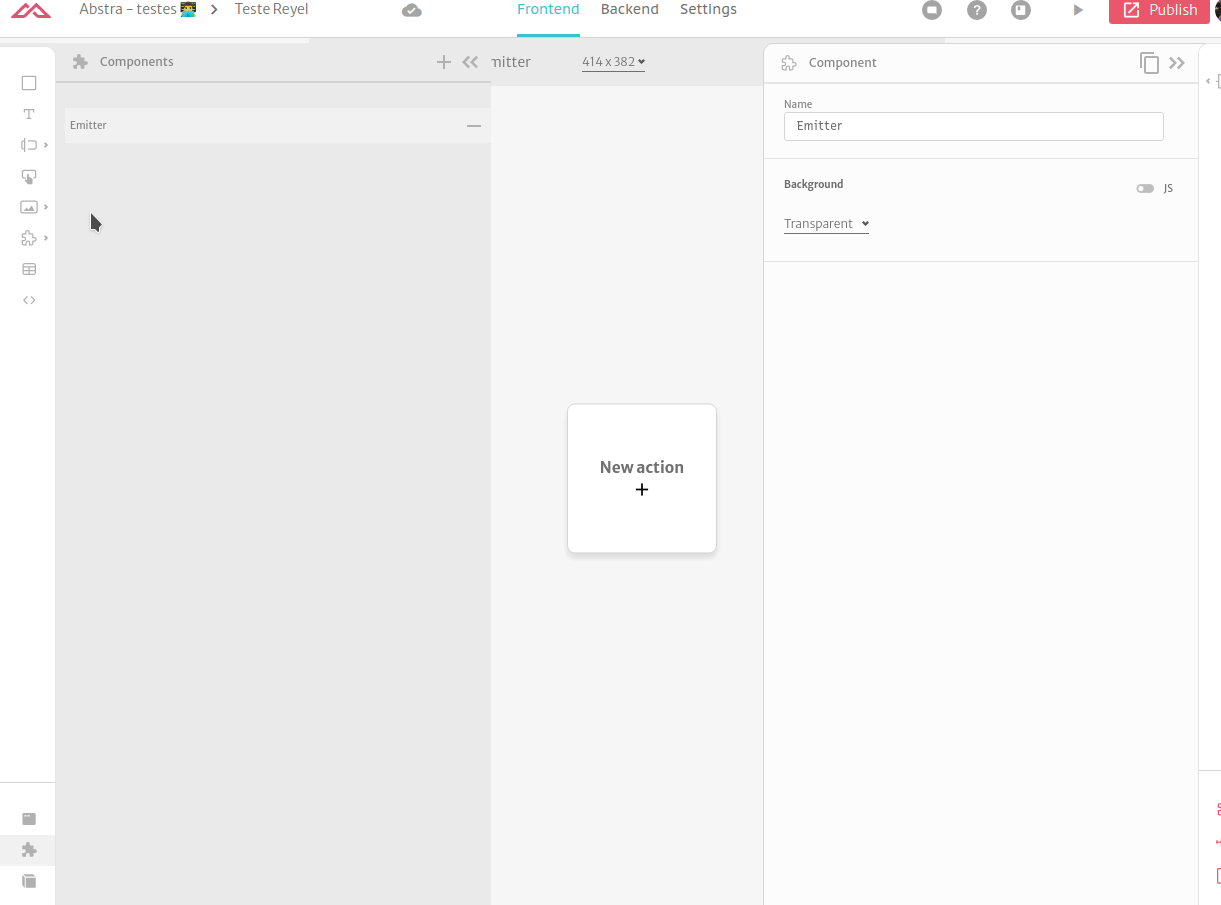 Abstra - testes 👨‍💻 > Teste Reyel
Frontend Backend Settings
Publish
Components
mitter
414 x 382
Component
T
Emitter
Name
Emitter
Background
JS
Transparent
New action
+